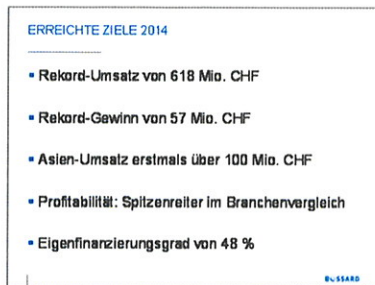 ERREICHTE ZIELE 2014
▪ Rekord-Umsatz von 618 Mio. CHF
▪ Rekord-Gewinn von 57 Mio. CHF
▪ Asien-Umsatz erstmals über 100 Mio. CHF
▪ Profitabilität: Spitzenreiter im Branchenvergleich
▪ Eigenfinanzierungsgrad von 48 %
BOSSARD